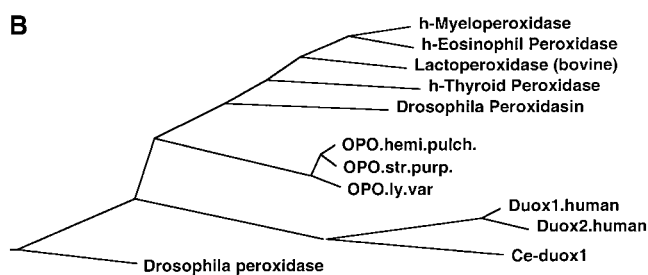 B
h-Myeloperoxidase
h-Eosinophil Peroxidase
Lactoperoxidase (bovine)
h-Thyroid Peroxidase
Drosophila Peroxidasin
OPO.hemi.pulch.
OPO.str.purp.
OPO.ly.var
Duox1.human
Duox2.human
Ce-duox1
Drosophila peroxidase